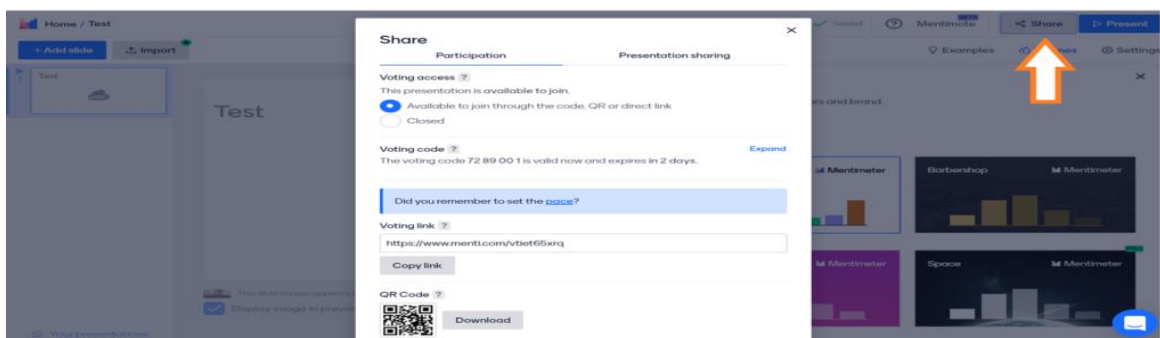 Home / Test
Saved
Mentimote
Share
Present
+ Add slide
Import
Examples
Settings
Test
Test
Share
Participation
Presentation sharing
Voting access ?
This presentation is available to join.
Available to join through the code, QR or direct link
Closed
Voting code ?
Expand
The voting code 72 89 00 1 is valid now and expires in 2 days.
Did you remember to set the pace?
Voting link ?
https://www.menti.com/vtiet65xrq
Copy link
QR Code ?
Download
and brand.
Mentimeter
Barbershop
Mentimeter
Mentimeter
Space
Mentimeter
PRO
Display image in
Your presentations